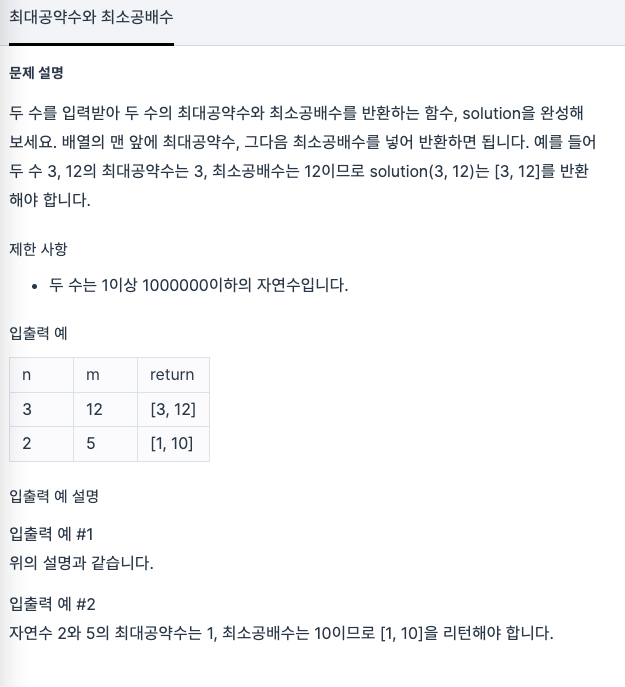 최대공약수와 최소공배수
문제 설명
두 수를 입력받아 두 수의 최대공약수와 최소공배수를 반환하는 함수, solution을 완성해
보세요. 배열의 맨 앞에 최대공약수, 그다음 최소공배수를 넣어 반환하면 됩니다. 예를 들어
두 수 3, 12의 최대공약수는 3, 최소공배수는 12이므로 solution(3, 12)는 [3, 12]를 반환
해야 합니다.
제한 사항
• 두 수는 1이상 1000000이하의 자연수입니다.
입출력 예
n m return
3 12 [3, 12]
2 5 [1, 10]
입출력 예 설명
입출력 예 #1
위의 설명과 같습니다.
입출력 예 #2
자연수 2와 5의 최대공약수는 1, 최소공배수는 10이므로 [1, 10]을 리턴해야 합니다.